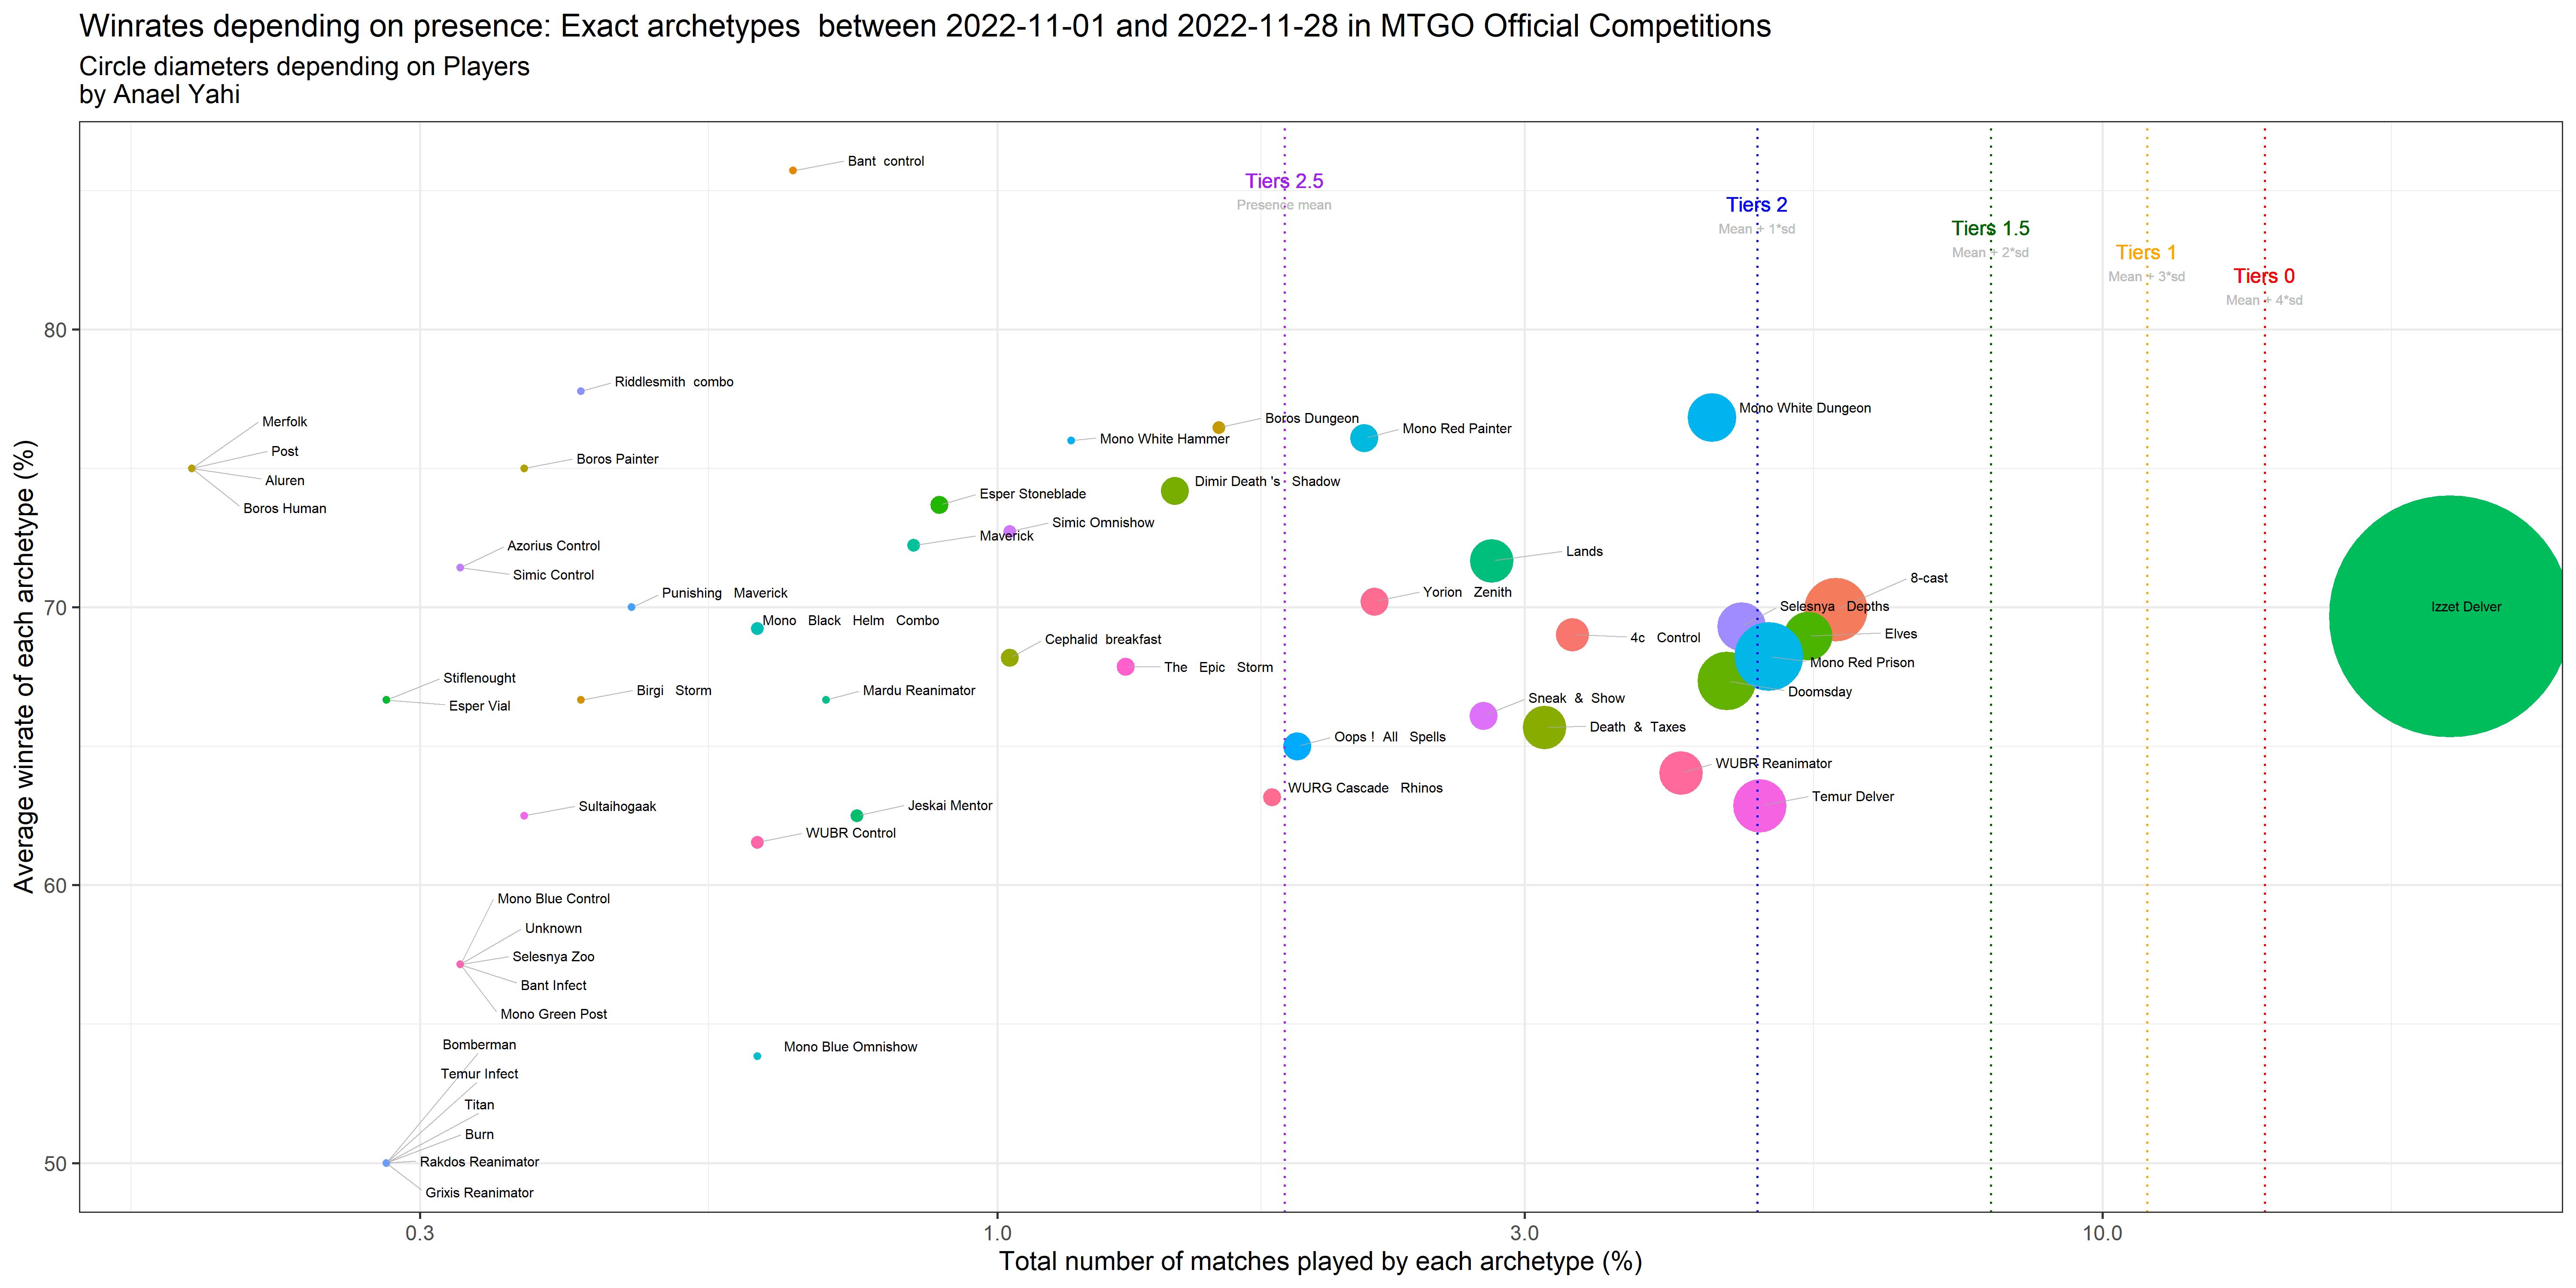 Winrates depending on presence: Exact archetypes  between 2022-11-01 and 2022-11-28 in MTGO Official Competitions
Circle diameters depending on Players
by Anael Yahi
Average winrate of each archetype (%)
80
70
60
50
Bant  control
Tiers 2.5
Presence mean
Tiers 2
Mean + 1*sd
Tiers 1.5
Mean + 2*sd
Tiers 1
Mean + 3*sd
Tiers 0
Mean + 4*sd
Riddlesmith  combo
Mono White Dungeon
Merfolk
Boros Dungeon
Mono Red Painter
Mono White Hammer
Post
Boros Painter
Aluren
Dimir Death 's   Shadow
Esper Stoneblade
Boros Human
Simic Omnishow
Maverick
Azorius Control
Lands
Simic Control
8-cast
Punishing   Maverick
Yorion   Zenith
Selesnya   Depths
Izzet Delver
Mono   Black   Helm   Combo
Elves
Cephalid  breakfast
4c   Control
Mono Red Prison
The   Epic   Storm
Stiflenought
Birgi   Storm
Mardu Reanimator
Doomsday
Sneak  &  Show
Esper Vial
Death  &  Taxes
Oops !  All   Spells
WUBR Reanimator
WURG Cascade   Rhinos
Temur Delver
Sultaihogaak
Jeskai Mentor
WUBR Control
Mono Blue Control
Unknown
Selesnya Zoo
Bant Infect
Mono Green Post
Bomberman
Mono Blue Omnishow
Temur Infect
Titan
Burn
Rakdos Reanimator
Grixis Reanimator
0.3
1.0
3.0
10.0
Total number of matches played by each archetype (%)